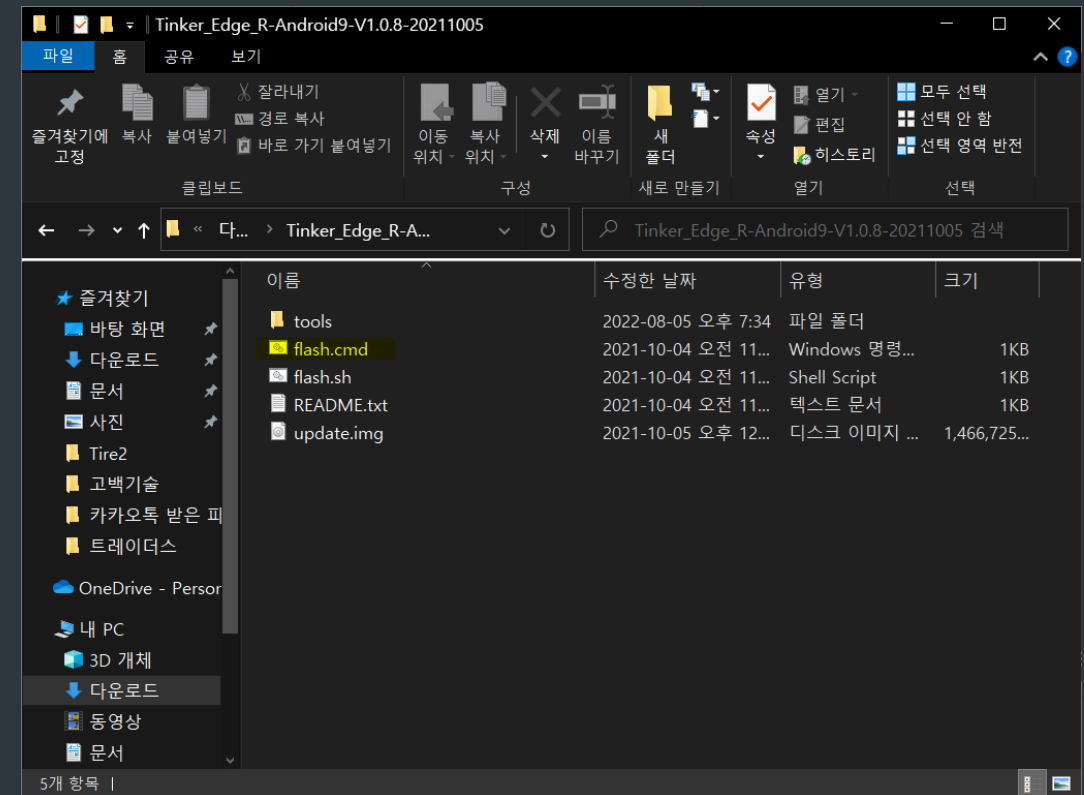 Tinker_Edge_R-Android9-V1.0.8-20211005
파일 홈 공유 보기
즐겨찾기에 고정
복사
붙여넣기
잘라내기
경로 복사
바로 가기 붙여넣기
이동 위치
복사 위치
삭제
이름 바꾸기
새 폴더
속성
열기
편집
히스토리
모두 선택
선택 안 함
선택 영역 반전
클립보드 구성 새로 만들기 열기 선택
« 다... > Tinker_Edge_R-A...
Tinker_Edge_R-Android9-V1.0.8-20211005 검색
즐겨찾기
바탕 화면
다운로드
문서
사진
Tire2
고백기술
카카오톡 받은 파
트레이더스
OneDrive - Person
내 PC
3D 개체
다운로드
동영상
문서
이름 수정한 날짜 유형 크기
tools 2022-08-05 오후 7:34 파일 폴더
flash.cmd 2021-10-04 오전 11... Windows 명령... 1KB
flash.sh 2021-10-04 오전 11... Shell Script 1KB
README.txt 2021-10-04 오전 11... 텍스트 문서 1KB
update.img 2021-10-05 오후 12... 디스크 이미지 ... 1,466,725...
5개 항목